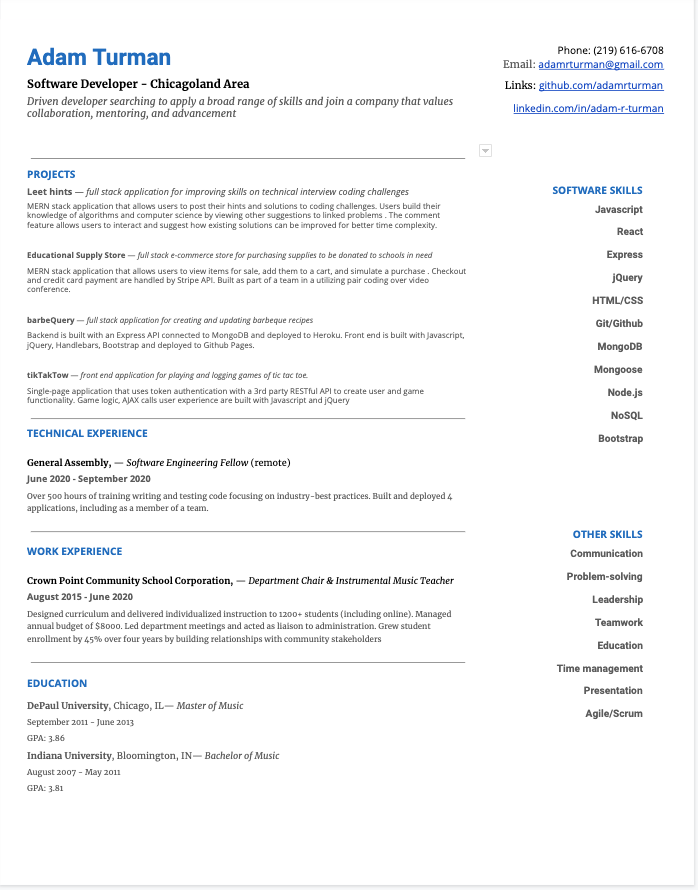 Adam Turman
Software Developer - Chicagoland Area
Driven developer searching to apply a broad range of skills and join a company that values
collaboration, mentoring, and advancement
Phone: (219) 616-6708
Email: adamrturman@gmail.com
Links: github.com/adamrturman
linkedin.com/in/adam-r-turman
PROJECTS
Leet hints — full stack application for improving skills on technical interview coding challenges
MERN stack application that allows users to post their hints and solutions to coding challenges. Users build their
knowledge of algorithms and computer science by viewing other suggestions to linked problems . The comment
feature allows users to interact and suggest how existing solutions can be improved for better time complexity.
Educational Supply Store — full stack e-commerce store for purchasing supplies to be donated to schools in need
MERN stack application that allows users to view items for sale, add them to a cart, and simulate a purchase . Checkout
and credit card payment are handled by Stripe API. Built as part of a team in a utilizing pair coding over video
conference.
barbeQuery — full stack application for creating and updating barbeque recipes
Backend is built with an Express API connected to MongoDB and deployed to Heroku. Front end is built with Javascript,
jQuery, Handlebars, Bootstrap and deployed to Github Pages.
tikTakTow — front end application for playing and logging games of tic tac toe.
Single-page application that uses token authentication with a 3rd party RESTful API to create user and game
functionality. Game logic, AJAX calls user experience are built with Javascript and jQuery
TECHNICAL EXPERIENCE
General Assembly, — Software Engineering Fellow (remote)
June 2020 - September 2020
Over 500 hours of training writing and testing code focusing on industry-best practices. Built and deployed 4
applications, including as a member of a team.
WORK EXPERIENCE
Crown Point Community School Corporation, — Department Chair & Instrumental Music Teacher
August 2015 - June 2020
Designed curriculum and delivered individualized instruction to 1200+ students (including online). Managed
annual budget of $8000. Led department meetings and acted as liaison to administration. Grew student
enrollment by 45% over four years by building relationships with community stakeholders
EDUCATION
DePaul University, Chicago, IL— Master of Music
September 2011 - June 2013
GPA: 3.86
Indiana University, Bloomington, IN— Bachelor of Music
August 2007 - May 2011
GPA: 3.81
SOFTWARE SKILLS
Javascript
React
Express
jQuery
HTML/CSS
Git/Github
MongoDB
Mongoose
Node.js
NoSQL
Bootstrap
OTHER SKILLS
Communication
Problem-solving
Leadership
Teamwork
Education
Time management
Presentation
Agile/Scrum